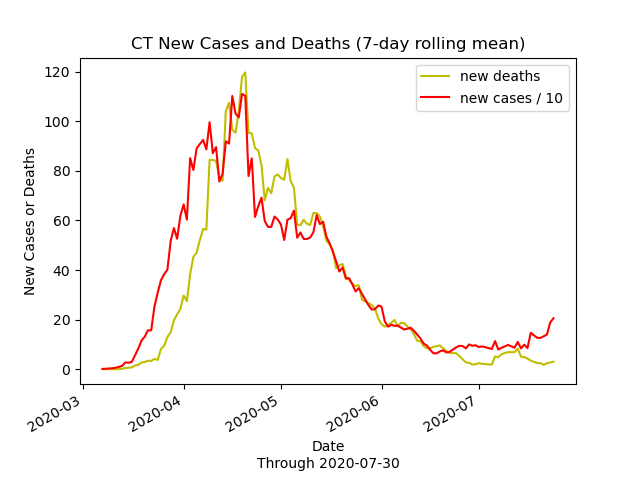 CT New Cases and Deaths (7-day rolling mean)
new deaths
new cases / 10
New Cases or Deaths
120
100
80
60
40
20
0
2020-03
2020-04
2020-05
2020-06
2020-07
Date
Through 2020-07-30